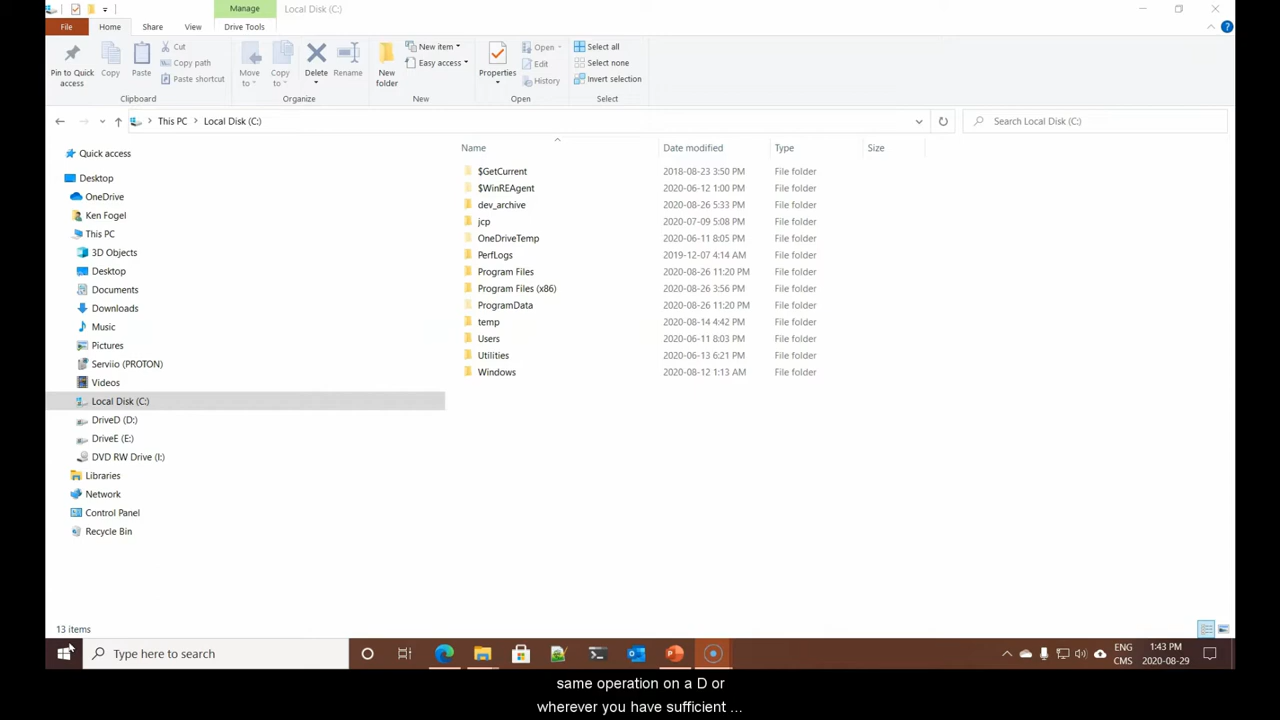 Manage
Local Disk (C:)
File
Home
Share
View
Drive Tools
Pin to Quick access
Copy
Paste
Cut
Copy path
Paste shortcut
Clipboard
Move to
Copy to
Delete
Rename
Organize
New folder
New item
Easy access
New
Properties
Open
Edit
History
Open
Select all
Select none
Invert selection
Select
This PC
Local Disk (C:)
Search Local Disk (C:)
Quick access
Desktop
OneDrive
Ken Fogel
This PC
3D Objects
Desktop
Documents
Downloads
Music
Pictures
Serviio (PROTON)
Videos
Local Disk (C:)
DriveD (D:)
DriveE (E:)
DVD RW Drive (I:)
Libraries
Network
Control Panel
Recycle Bin
Name Date modified Type Size
$GetCurrent 2018-08-23 3:50 PM File folder
$WinREAgent 2020-06-12 1:00 PM File folder
dev_archive 2020-08-26 5:33 PM File folder
jcp 2020-07-09 5:08 PM File folder
OneDriveTemp 2020-06-11 8:05 PM File folder
PerfLogs 2019-12-07 4:14 AM File folder
Program Files 2020-08-26 11:20 PM File folder
Program Files (x86) 2020-08-26 3:56 PM File folder
ProgramData 2020-08-26 11:20 PM File folder
temp 2020-08-14 4:42 PM File folder
Users 2020-06-11 8:03 PM File folder
Utilities 2020-06-13 6:21 PM File folder
Windows 2020-08-12 1:13 AM File folder
13 items
Type here to search
ENG
CMS
1:43 PM
2020-08-29
same operation on a D or
wherever you have sufficient ...